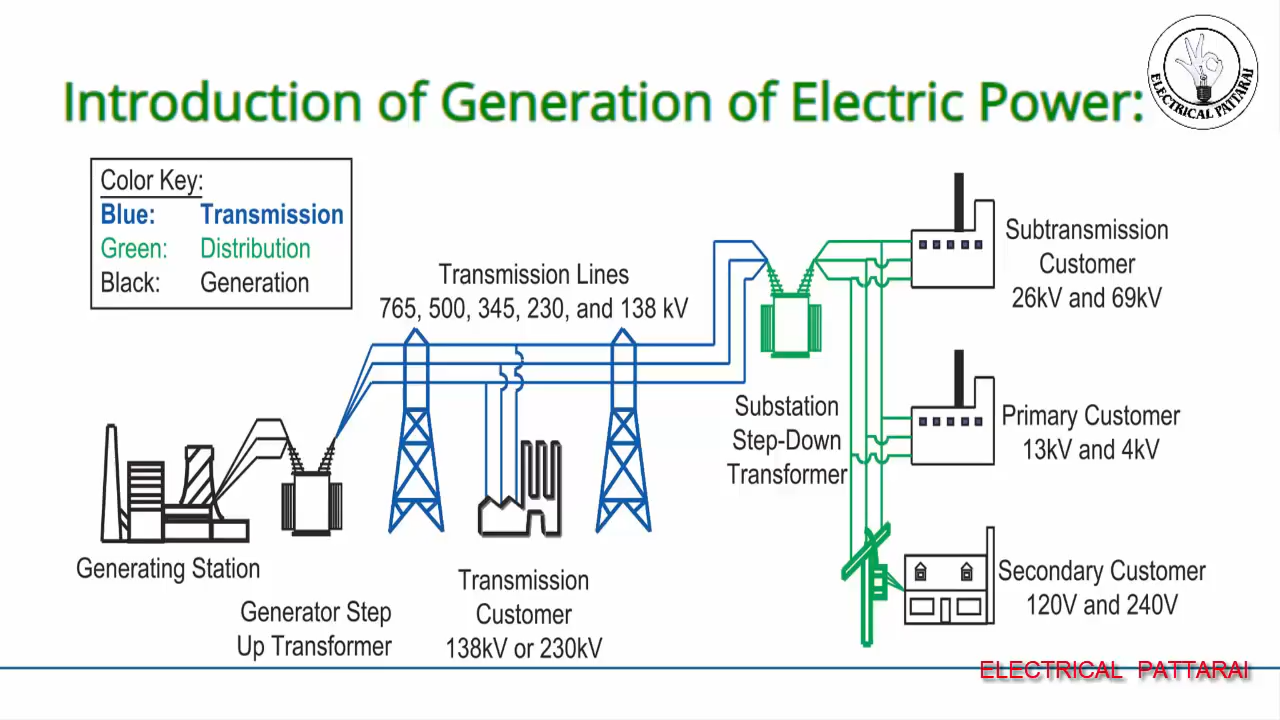 Introduction of Generation of Electric Power:
ELECTRICAL PATTARAI
Color Key:
Blue: Transmission
Green: Distribution
Black: Generation
Transmission Lines
765, 500, 345, 230, and 138 kV
Subtransmission
Customer
26kV and 69kV
Substation
Step-Down
Transformer
Primary Customer
13kV and 4kV
Generating Station
Generator Step
Up Transformer
Transmission
Customer
138kV or 230kV
Secondary Customer
120V and 240V
ELECTRICAL PATTARAI